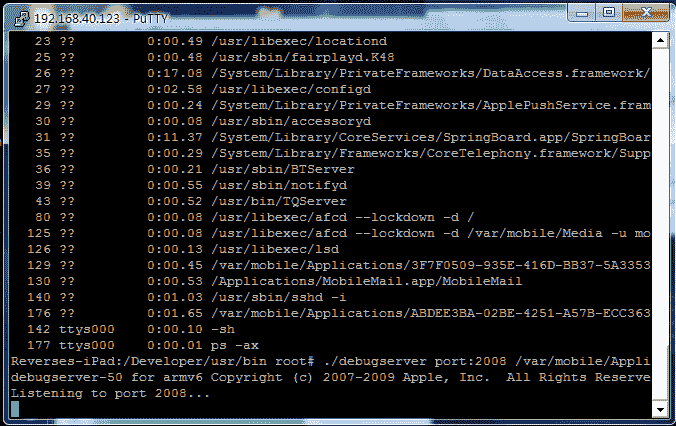 192.168.40.123 - PuTTY
23 ?? 0:00.49 /usr/libexec/locationd
25 ?? 0:00.48 /usr/sbin/fairplayd.K48
26 ?? 0:17.08 /System/Library/PrivateFrameworks/DataAccess.framework/
27 ?? 0:02.58 /usr/libexec/configd
29 ?? 0:00.24 /System/Library/PrivateFrameworks/ApplePushService.fram
30 ?? 0:00.08 /usr/sbin/accessoryd
31 ?? 0:11.37 /System/Library/CoreServices/SpringBoard.app/SpringBoar
35 ?? 0:00.29 /System/Library/Frameworks/CoreTelephony.framework/Supp
36 ?? 0:00.21 /usr/sbin/BTServer
39 ?? 0:00.55 /usr/sbin/notifyd
43 ?? 0:00.52 /usr/bin/TQServer
80 ?? 0:00.08 /usr/libexec/afcd --lockdown -d /
125 ?? 0:00.08 /usr/libexec/afcd --lockdown -d /var/mobile/Media -u mo
126 ?? 0:00.13 /usr/libexec/lsd
129 ?? 0:00.45 /var/mobile/Applications/3F7F0509-935E-416D-BB37-5A3353
130 ?? 0:00.53 /Applications/MobileMail.app/MobileMail
140 ?? 0:01.03 /usr/sbin/sshd -i
176 ?? 0:01.65 /var/mobile/Applications/ABDEE3BA-02BE-4251-A57B-ECC363
142 ttys000 0:00.10 -sh
177 ttys000 0:00.01 ps -ax
Reverses-iPad:/Developer/usr/bin root# ./debugserver port:2008 /var/mobile/Appli
debugserver-50 for armv6 Copyright (c) 2007-2009 Apple, Inc. All Rights Reserve
Listening to port 2008...